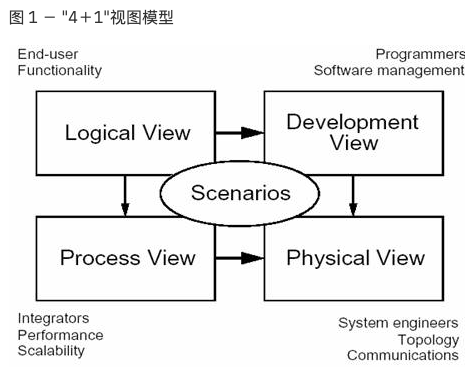 图1 - "4+1"视图模型
End-user
Functionality
Programmers
Software management
Logical View
Development
View
Scenarios
Process View
Physical View
Integrators
Performance
Scalability
System engineers
Topology
Communications